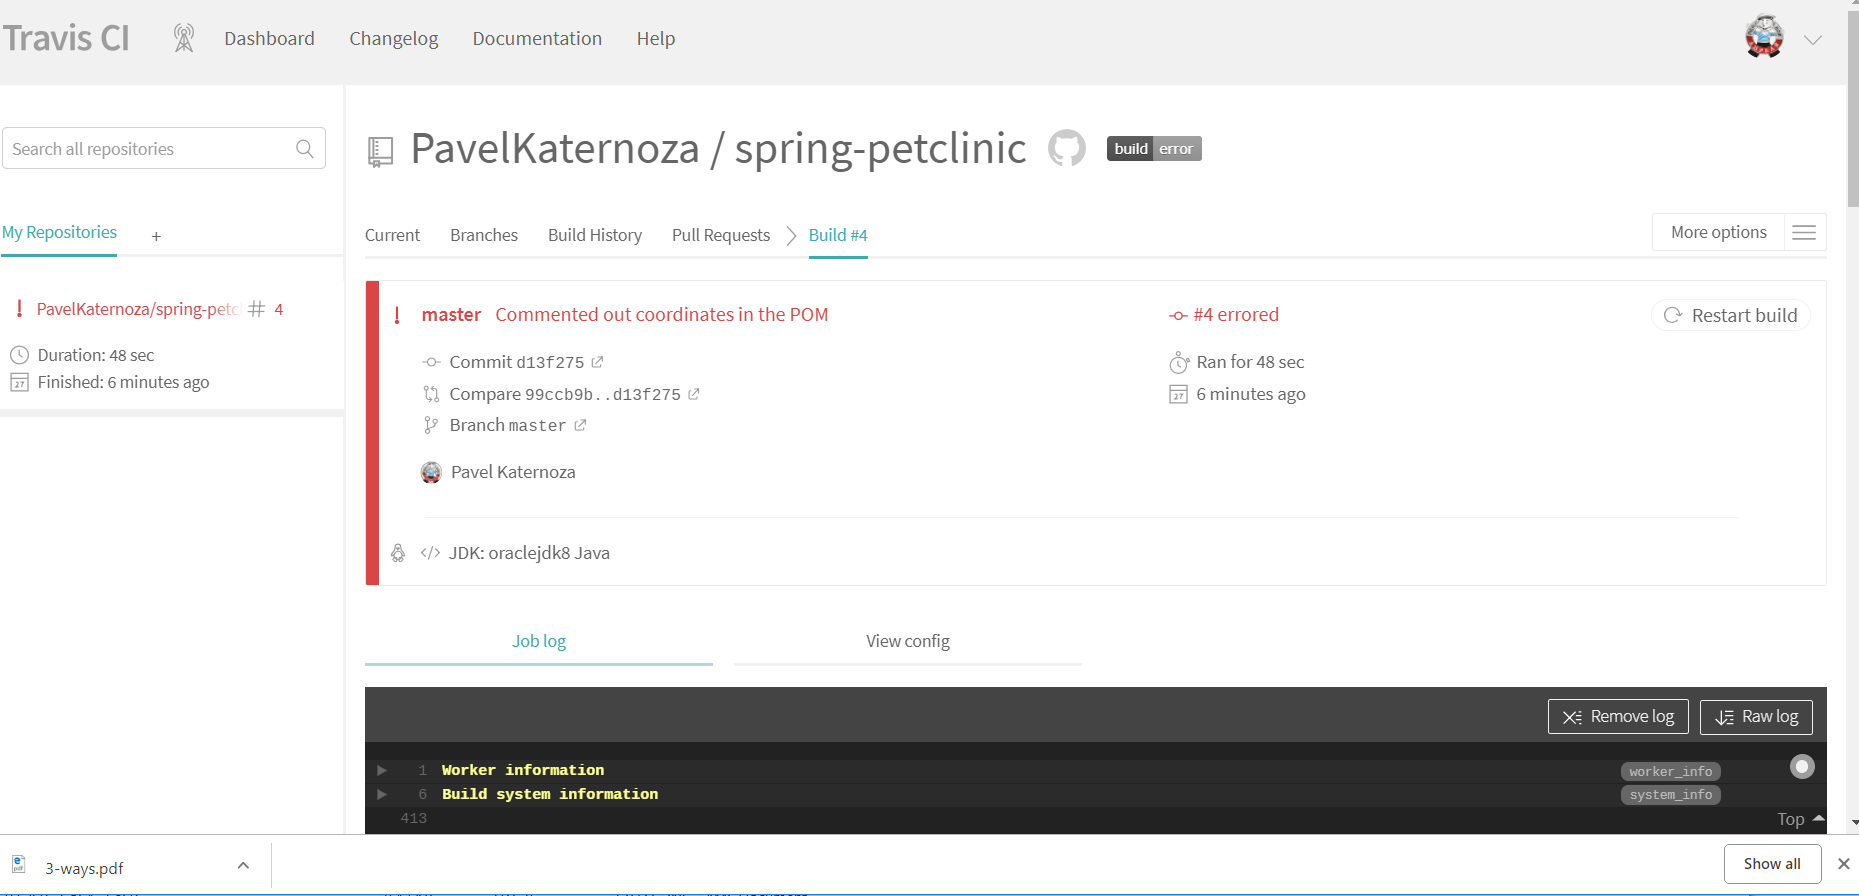 Travis CI Dashboard Changelog Documentation Help
Search all repositories
PavelKaternoza / spring-petclinic build error
My Repositories +
Current Branches Build History Pull Requests Build #4 More options
! PavelKaternoza/spring-petc # 4
Duration: 48 sec
Finished: 6 minutes ago
! master Commented out coordinates in the POM #4 errored Restart build
Commit d13f275 Ran for 48 sec
Compare 99ccb9b..d13f275 6 minutes ago
Branch master
Pavel Katernoza
</> JDK: oraclejdk8 Java
Job log View config
Remove log Raw log
1 Worker information worker_info
6 Build system information system_info
413 Top
3-ways.pdf Show all